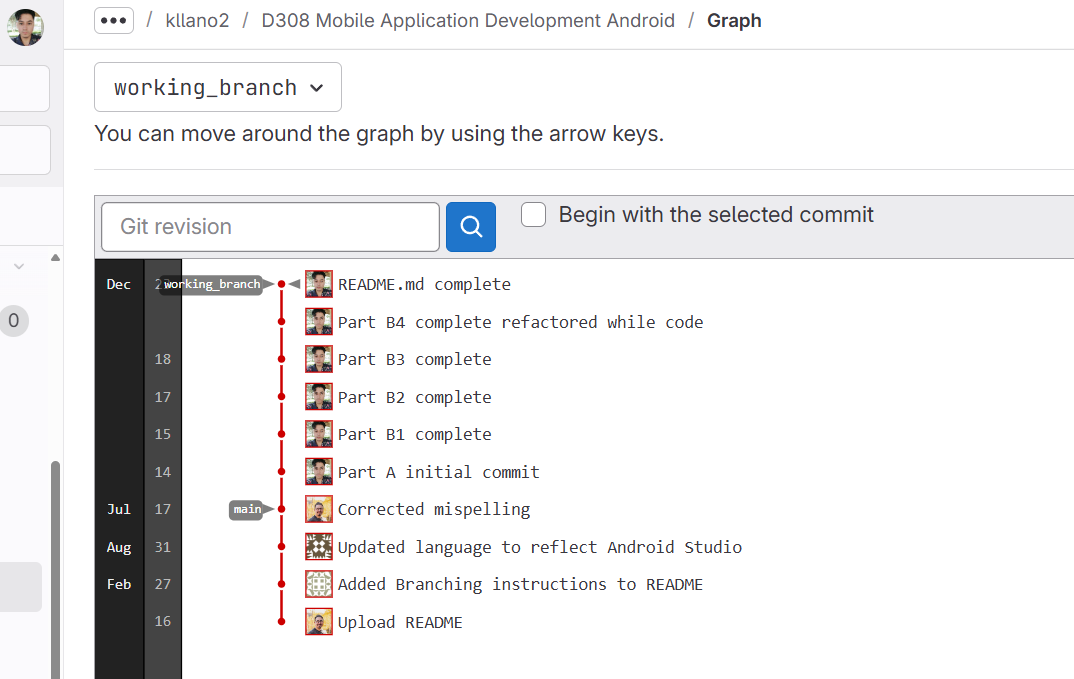 ••• / kllano2 / D308 Mobile Application Development Android / Graph
working_branch
You can move around the graph by using the arrow keys.
Git revision
Begin with the selected commit
Dec working_branch README.md complete
Part B4 complete refactored while code
0
18 Part B3 complete
17 Part B2 complete
15 Part B1 complete
14 Part A initial commit
Jul 17 main Corrected mispelling
Aug 31 Updated language to reflect Android Studio
Feb 27 Added Branching instructions to README
16 Upload README